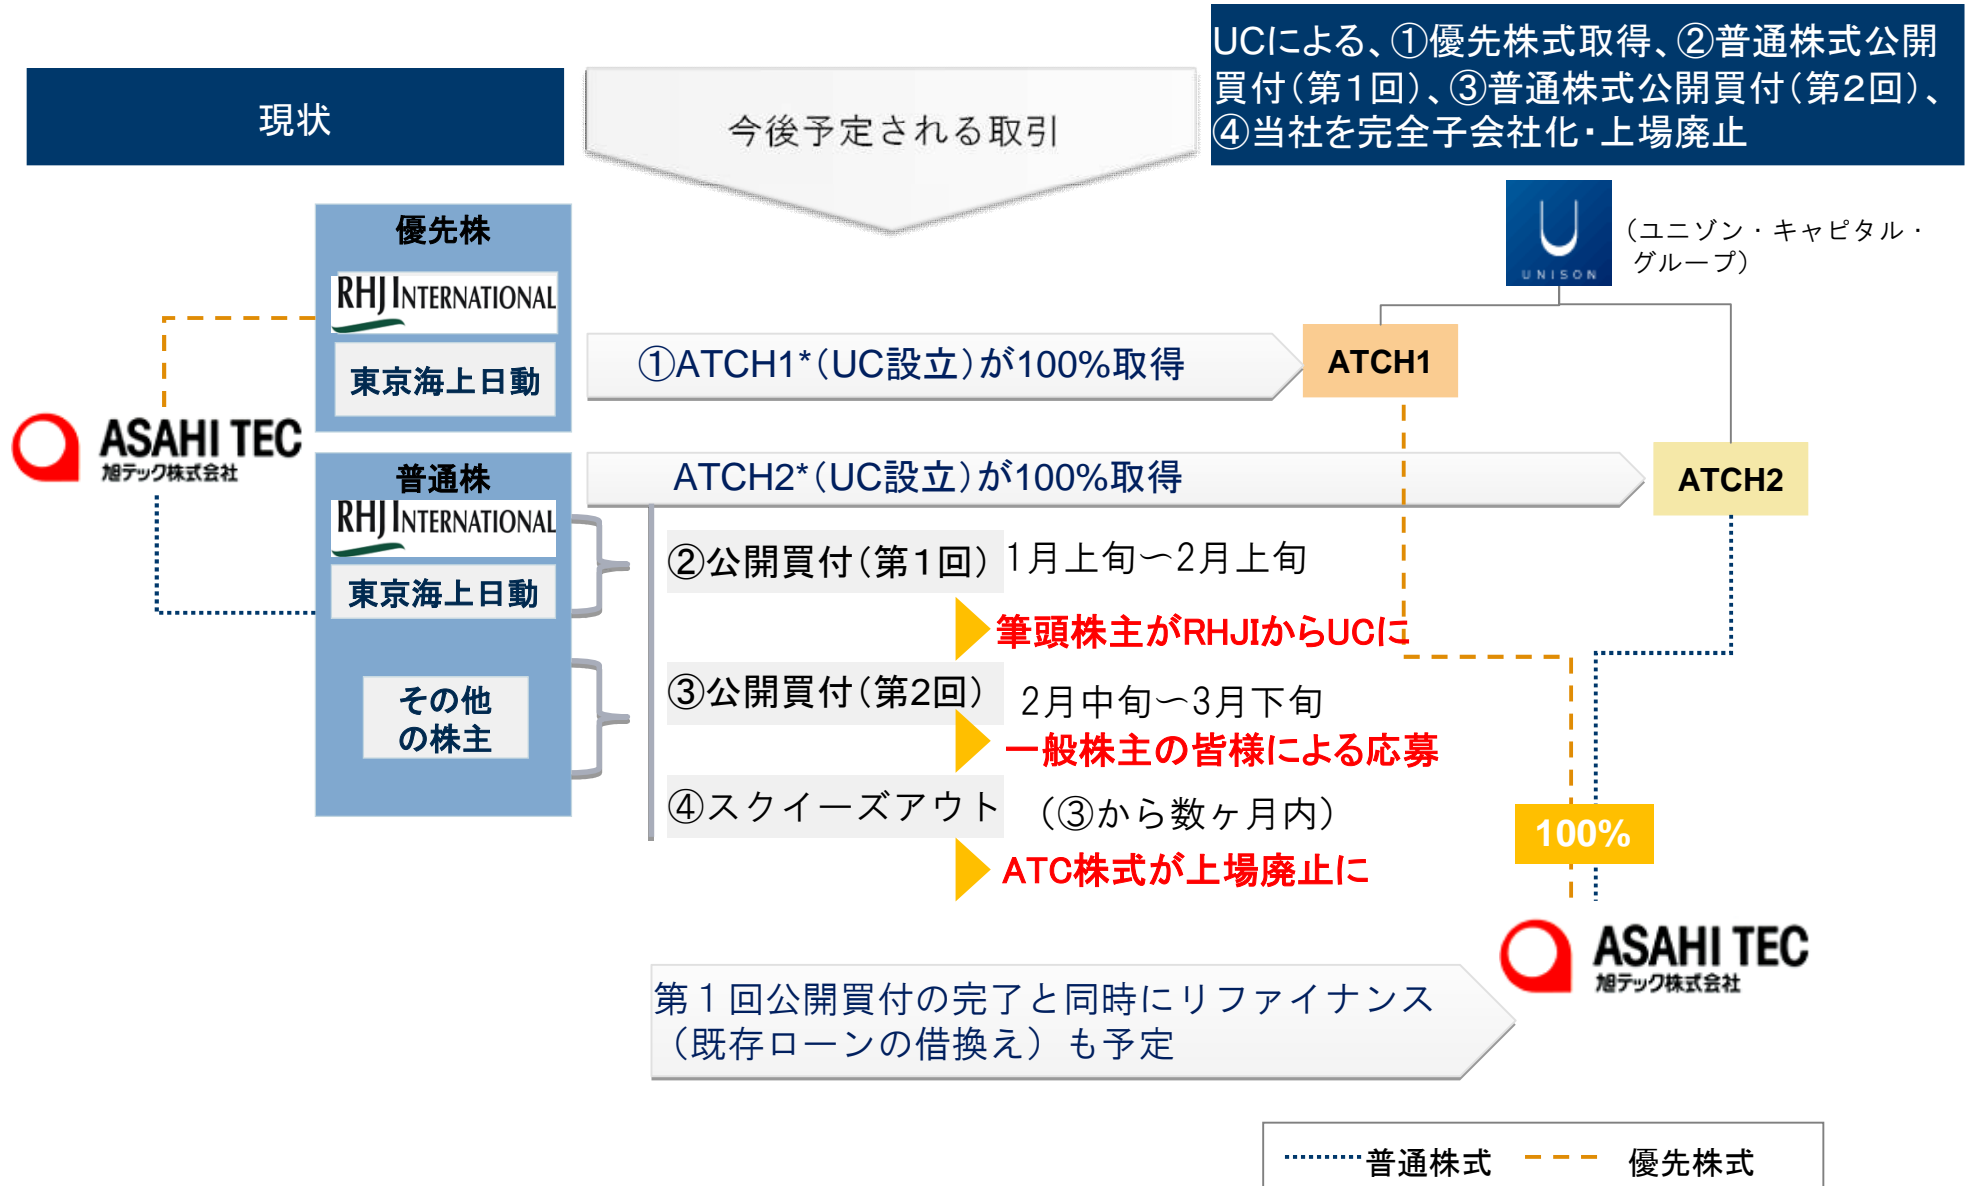 現状
今後予定される取引
UCによる、①優先株式取得、②普通株式公開
買付(第1回)、③普通株式公開買付(第2回)、
④当社を完全子会社化・上場廃止
UNISON
(ユニゾン・キャピタル・
グループ)
優先株
RHJ INTERNATIONAL
東京海上日動
①ATCH1*(UC設立)が100%取得
ATCH1
ASAHI TEC
旭テック株式会社
普通株
RHJ INTERNATIONAL
東京海上日動
その他
の株主
ATCH2*(UC設立)が100%取得
ATCH2
②公開買付(第1回) 1月上旬~2月上旬
筆頭株主がRHJIからUCに
③公開買付(第2回) 2月中旬~3月下旬
一般株主の皆様による応募
④スクイーズアウト (③から数ヶ月内)
ATC株式が上場廃止に
100%
ASAHI TEC
旭テック株式会社
第1回公開買付の完了と同時にリファイナンス
(既存ローンの借換え)も予定
普通株式 優先株式